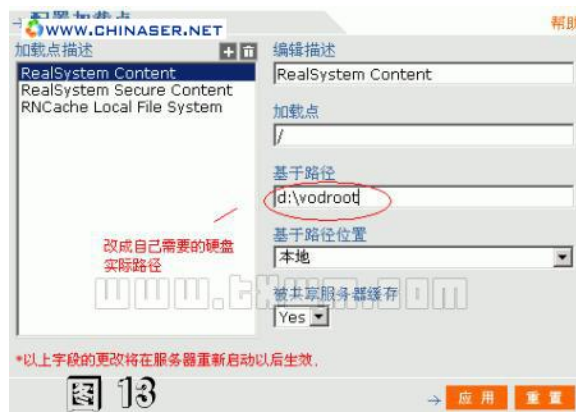 WWW.CHINASER.NET
帮助
加载点描述
编辑描述
RealSystem Content
RealSystem Secure Content
RNCache Local File System
RealSystem Content
加载点
/
基于路径
d:\vodroot
改成自己需要的硬盘
实际路径
基于路径位置
本地
被共享服务器缓存
Yes
*以上字段的更改将在服务器重新启动以后生效.
图 13
→ 应 用
重 置